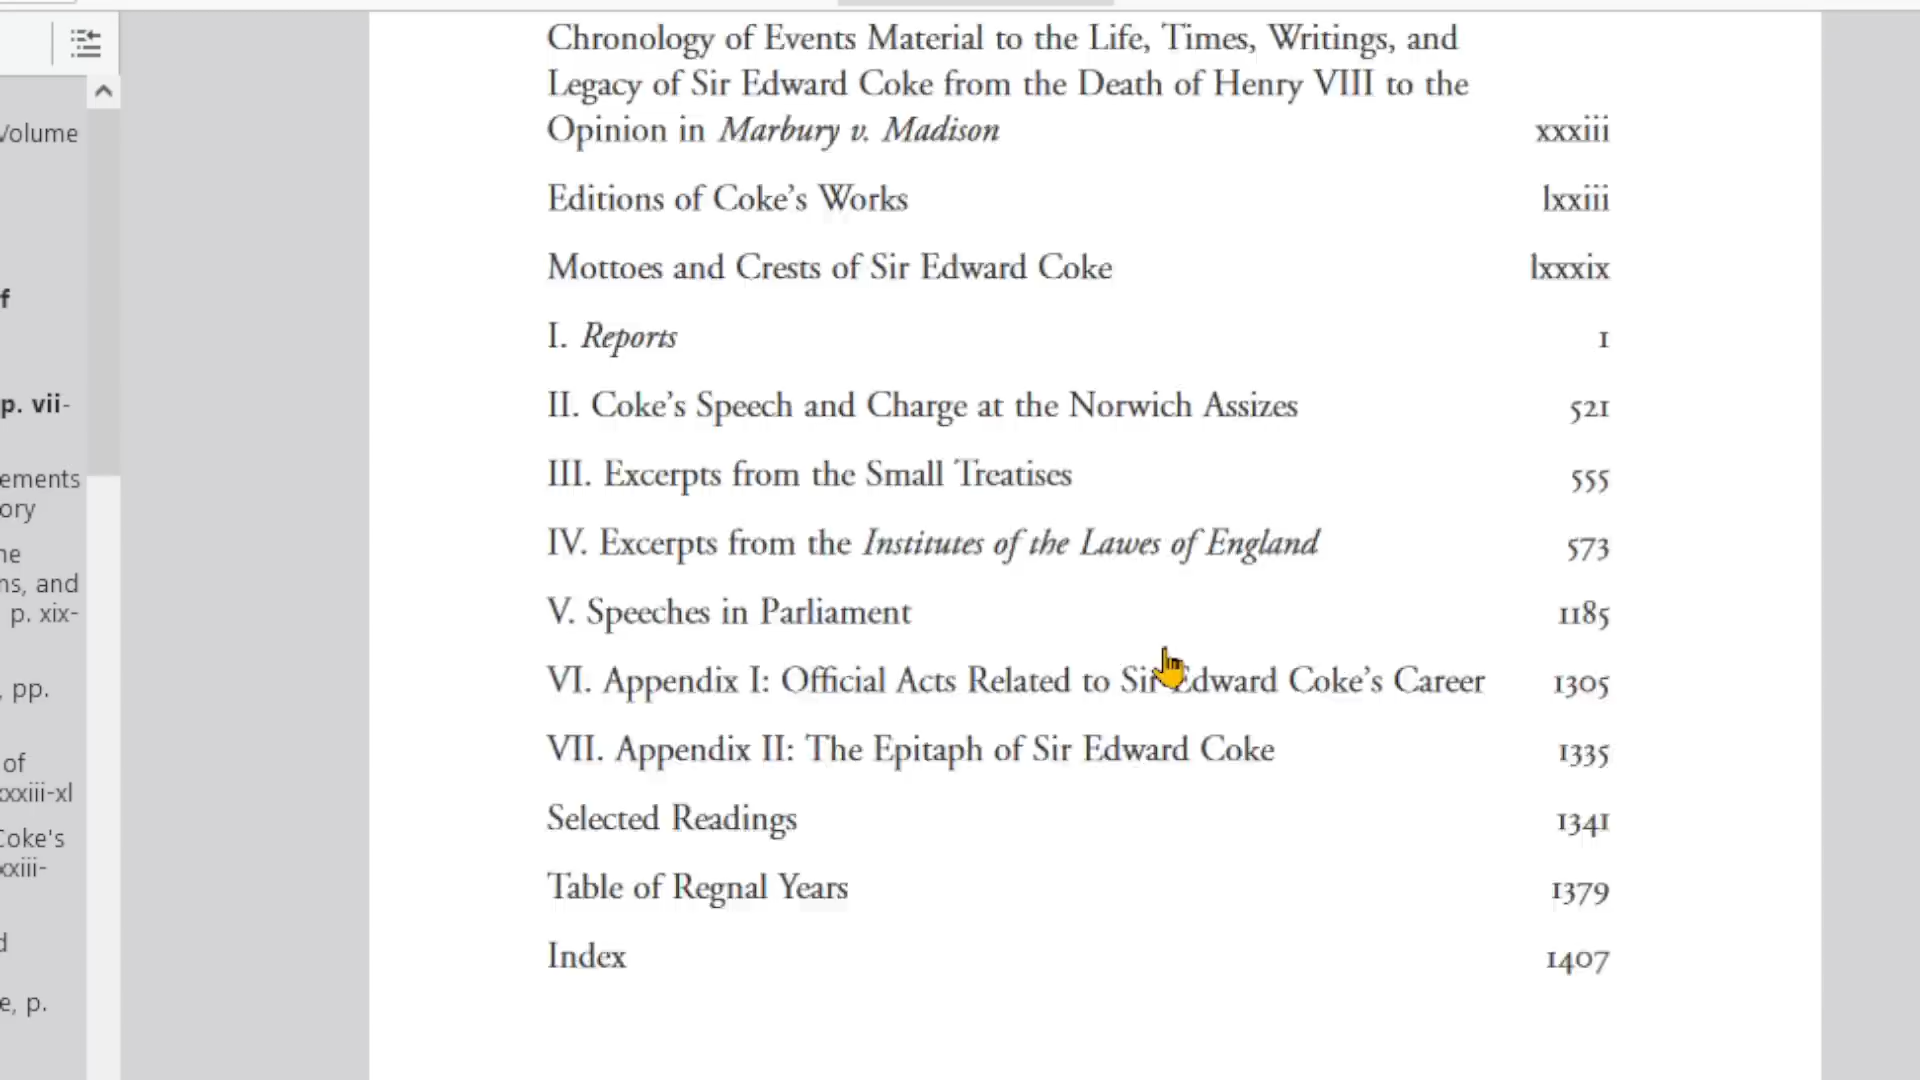 Volume
f
p. vii-
ements
ory
ne
ns, and
p. xix-
, pp.
of
xxiii-xl
Coke's
xxiii-
d
e, p.
Chronology of Events Material to the Life, Times, Writings, and
Legacy of Sir Edward Coke from the Death of Henry VIII to the
Opinion in Marbury v. Madison xxxiii
Editions of Coke’s Works lxxiii
Mottoes and Crests of Sir Edward Coke lxxxix
I. Reports 1
II. Coke’s Speech and Charge at the Norwich Assizes 521
III. Excerpts from the Small Treatises 555
IV. Excerpts from the Institutes of the Lawes of England 573
V. Speeches in Parliament 1185
VI. Appendix I: Official Acts Related to Sir Edward Coke’s Career 1305
VII. Appendix II: The Epitaph of Sir Edward Coke 1335
Selected Readings 1341
Table of Regnal Years 1379
Index 1407